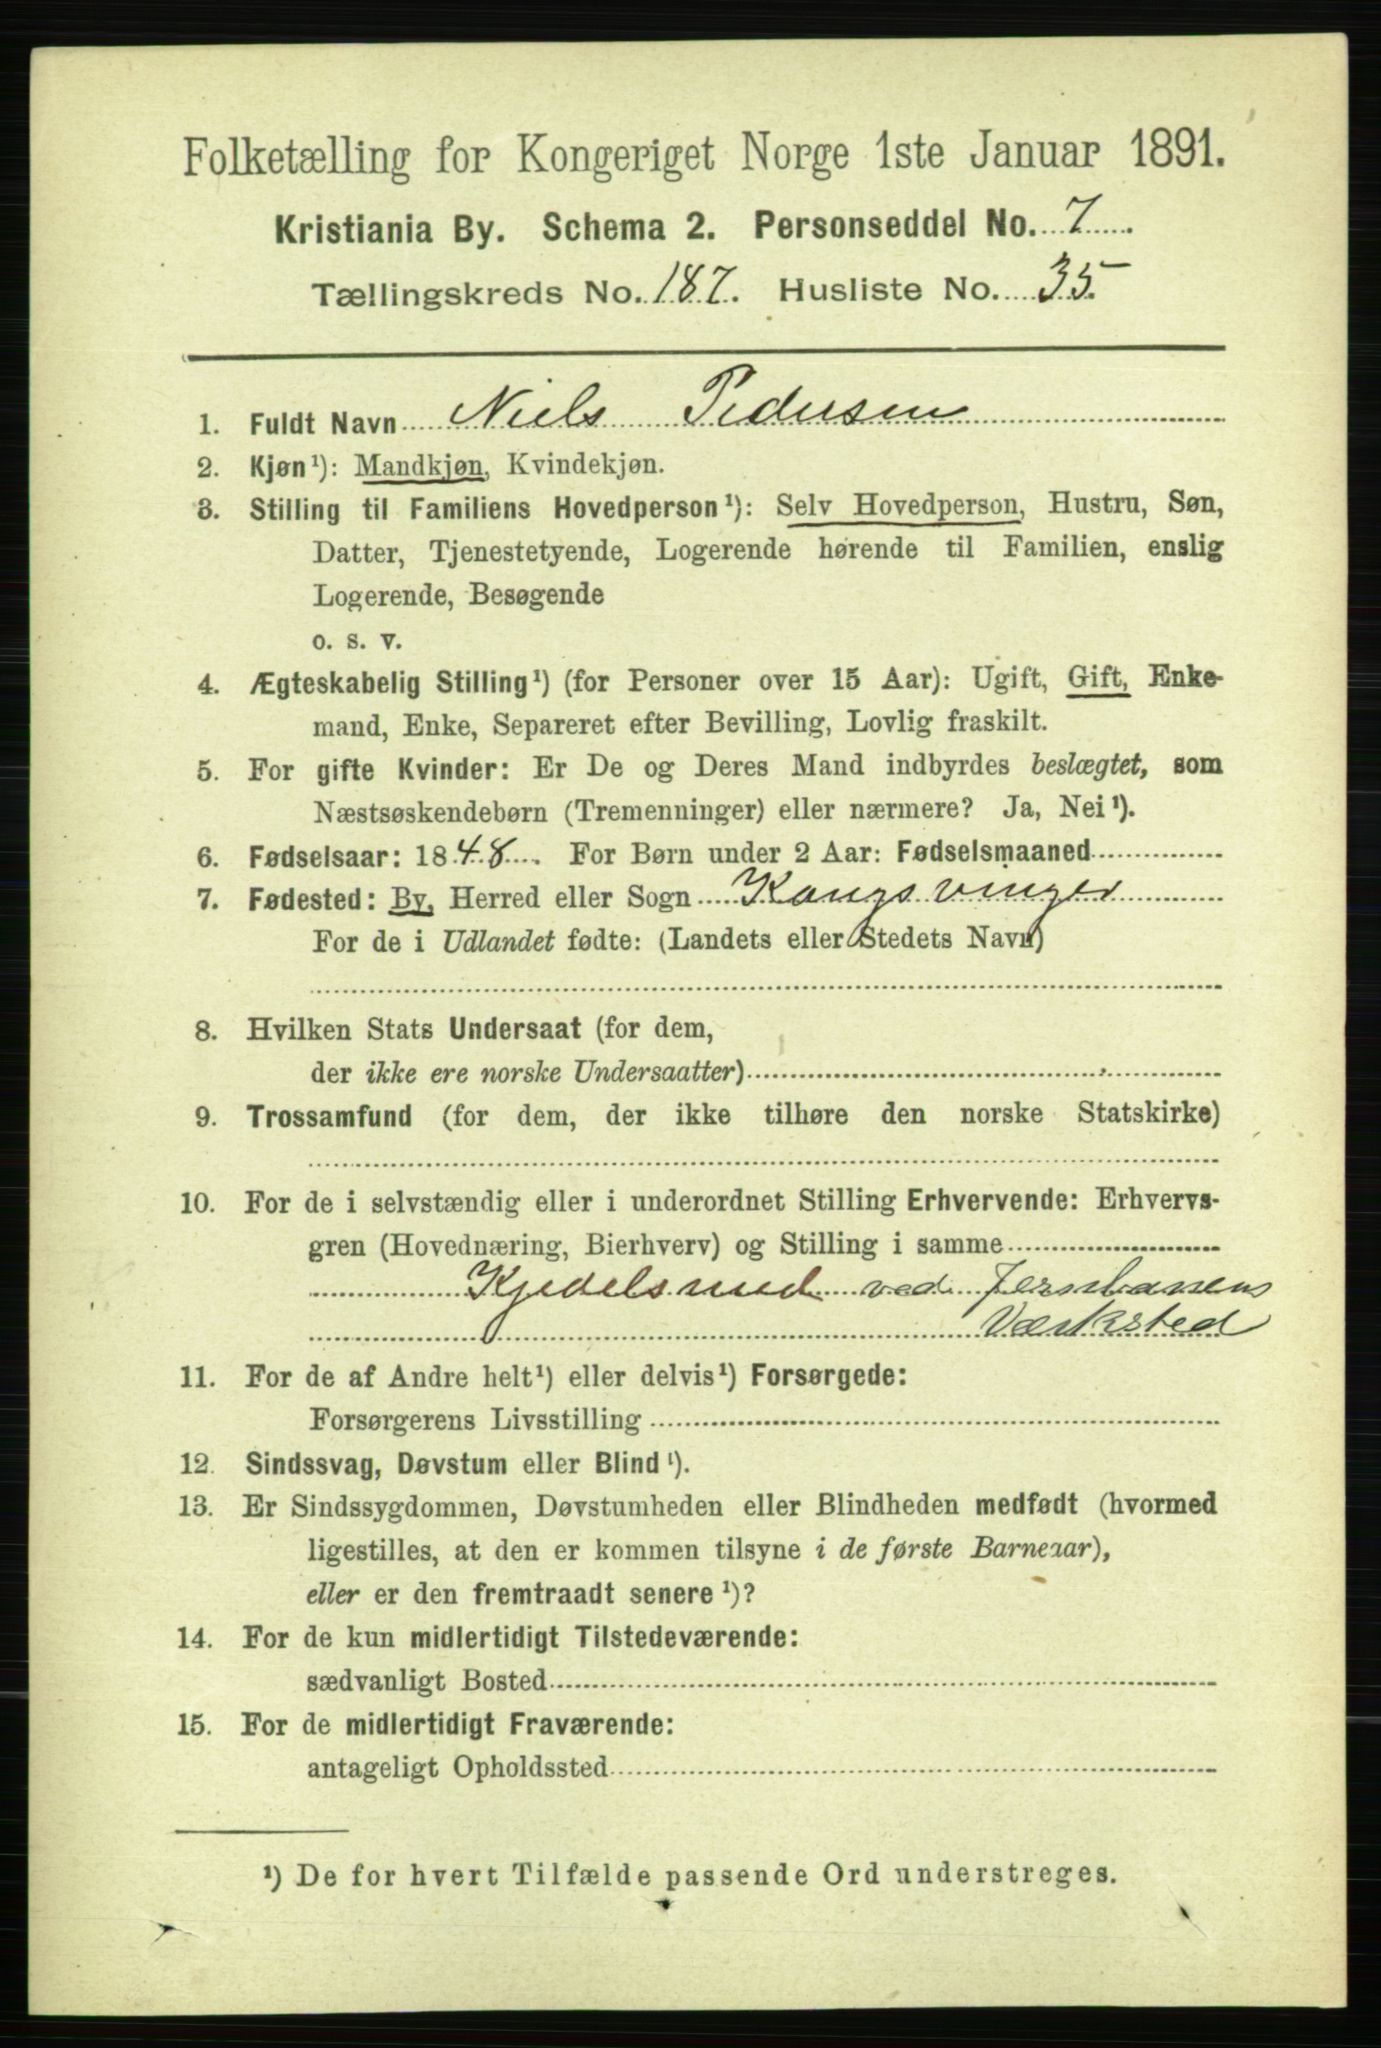 Folketælling for Kongeriget Norge 1ste Januar 1891.
Kristiania By. Schema 2. Personseddel No. 7.
Tællingskreds No. 187. Husliste No. 35.
1. Fuldt Navn Niels Pedersen
2. Kjøn¹): Mandkjøn, Kvindekjøn.
3. Stilling til Familiens Hovedperson¹): Selv Hovedperson, Hustru, Søn,
Datter, Tjenestetyende, Logerende hørende til Familien, enslig
Logerende, Besøgende
o. s. v.
4. Ægteskabelig Stilling¹) (for Personer over 15 Aar): Ugift, Gift, Enke-
mand, Enke, Separeret efter Bevilling, Lovlig fraskilt.
5. For gifte Kvinder: Er De og Deres Mand indbyrdes beslægtet, som
Næstsøskendebørn (Tremenninger) eller nærmere? Ja, Nei¹).
6. Fødselsaar: 1848. For Børn under 2 Aar: Fødselsmaaned
7. Fødested: By, Herred eller Sogn Kongsvinger
For de i Udlandet fødte: (Landets eller Stedets Navn)
8. Hvilken Stats Undersaat (for dem,
der ikke ere norske Undersaatter)
9. Trossamfund (for dem, der ikke tilhøre den norske Statskirke)
10. For de i selvstændig eller i underordnet Stilling Erhvervende: Erhvervs-
gren (Hovednæring, Bierhverv) og Stilling i samme
Kjedelsmed ved Jernbanens
Værksted
11. For de af Andre helt¹) eller delvis¹) Forsørgede:
Forsørgerens Livsstilling
12. Sindssvag, Døvstum eller Blind¹).
13. Er Sindssygdommen, Døvstumheden eller Blindheden medfødt (hvormed
ligestilles, at den er kommen tilsyne i de første Barneaar),
eller er den fremtraadt senere¹)?
14. For de kun midlertidigt Tilstedeværende:
sædvanligt Bosted
15. For de midlertidigt Fraværende:
antageligt Opholdssted
¹) De for hvert Tilfælde passende Ord understreges.